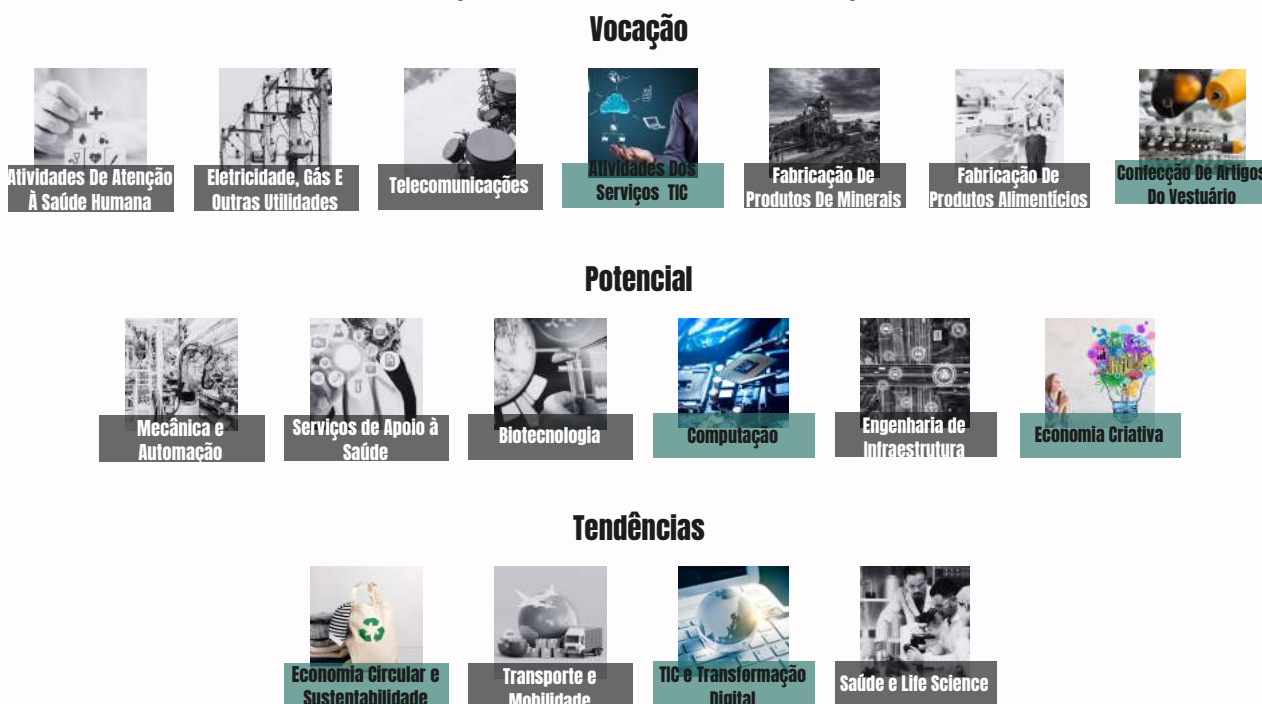 Vocação
Atividades De Atenção
À Saúde Humana
Eletricidade, Gás E
Outras Utilidades
Telecomunicações
Atividades Dos
Serviços TIC
Fabricação De
Produtos De Minerais
Fabricação De
Produtos Alimentícios
Confecção De Artigos
Do Vestuário
Potencial
Mecânica e
Automação
Serviços de Apoio à
Saúde
Biotecnologia
Computação
Engenharia de
Infraestrutura
Economia Criativa
Tendências
Economia Circular e
Sustentabilidade
Transporte e
Mobilidade
TIC e Transformação
Digital
Saúde e Life Science